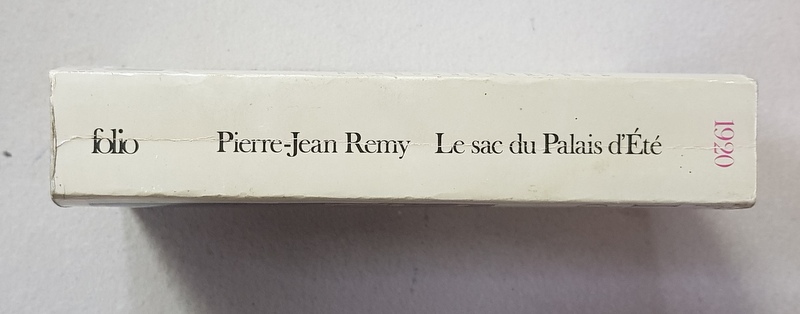 folio Pierre-Jean Remy Le sac du Palais d'Été 1920